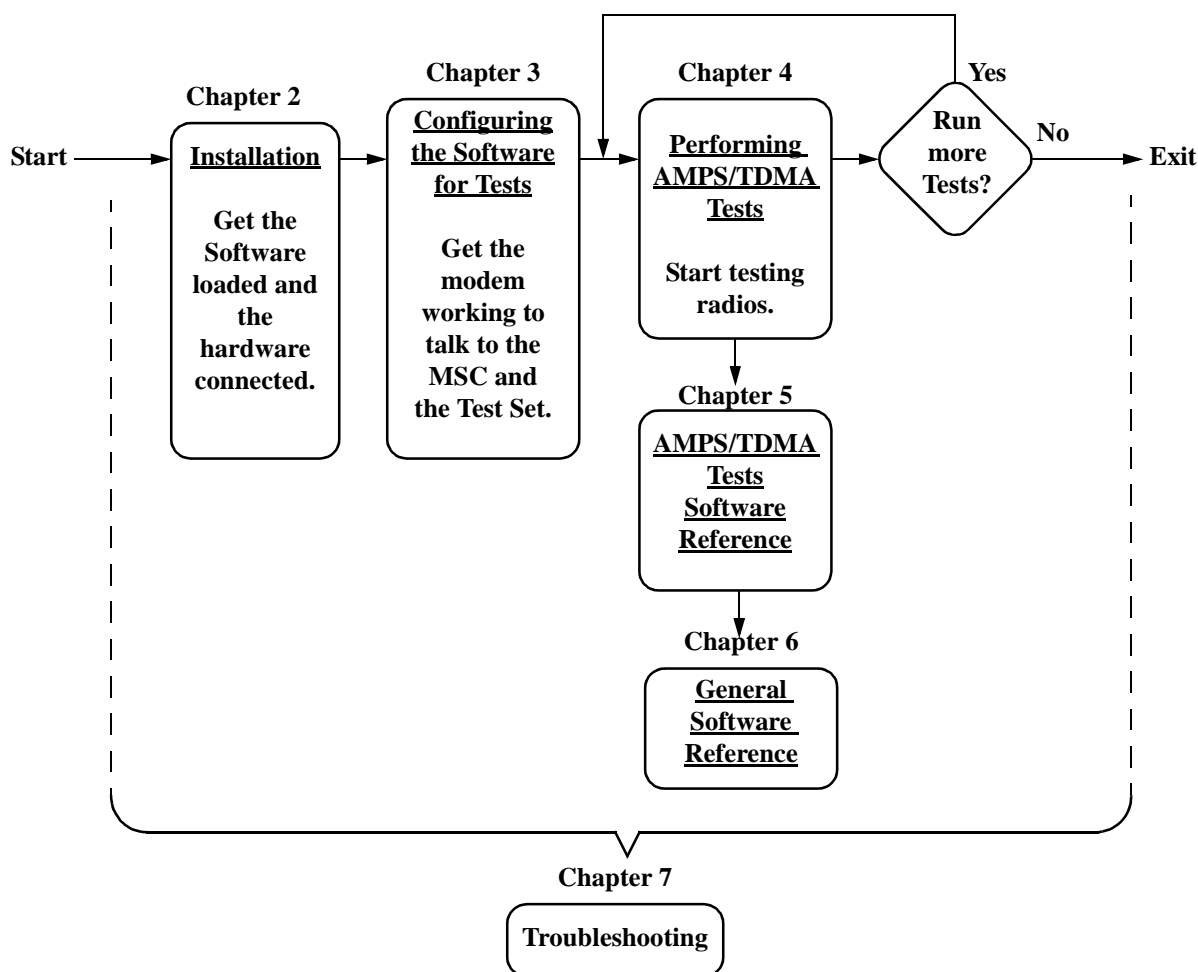 Start
Chapter 2
Installation
Get the
Software
loaded and
the
hardware
connected.
Chapter 3
Configuring
the Software
for Tests
Get the
modem
working to
talk to the
MSC and
the Test Set.
Chapter 4
Performing
AMPS/TDMA
Tests
Start testing
radios.
Yes
Run
more
Tests?
No
Exit
Chapter 5
AMPS/TDMA
Tests
Software
Reference
Chapter 6
General
Software
Reference
Chapter 7
Troubleshooting